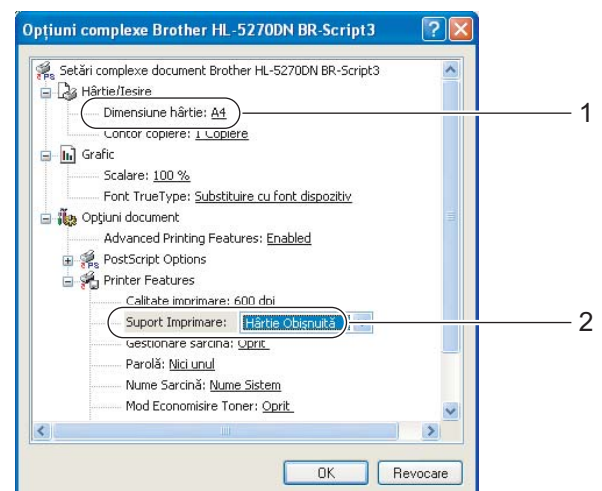 Opțiuni complexe Brother HL-5270DN BR-Script3
Setări complexe document Brother HL-5270DN BR-Script3
Hârtie/Iesire
Dimensiune hârtie: A4
1
Contor copiere: 1 Copiere
Grafic
Scalare: 100 %
Font TrueType: Substituire cu font dispozitiv
Opţiuni document
Advanced Printing Features: Enabled
PostScript Options
Printer Features
Calitate imprimare: 600 dpi
Suport Imprimare: Hârtie Obişnuită
2
Gestionare sarcină: Oprit
Parolă: Nici unul
Nume Sarcină: Nume Sistem
Mod Economisire Toner: Oprit
OK Revocare